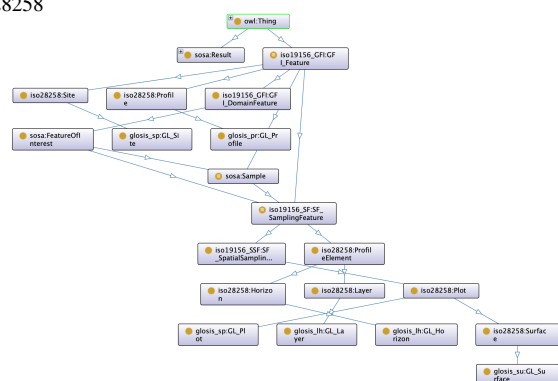 28258
owl:Thing
sosa:Result
iso19156_GFI:GF
I_Feature
iso28258:Site
iso28258:Profil
e
iso19156_GFI:GF
I_DomainFeature
sosa:FeatureOfI
nterest
glosis_sp:GL_Si
te
glosis_pr:GL_Pr
ofile
sosa:Sample
iso19156_SF:SF_
SamplingFeature
iso19156_SSF:SF
_SpatialSamplin...
iso28258:Profil
eElement
iso28258:Horizo
n
iso28258:Layer
iso28258:Plot
glosis_sp:GL_Pl
ot
glosis_lh:GL_La
yer
glosis_lh:GL_Ho
rizon
iso28258:Surfac
e
glosis_su:GL_Su
rface